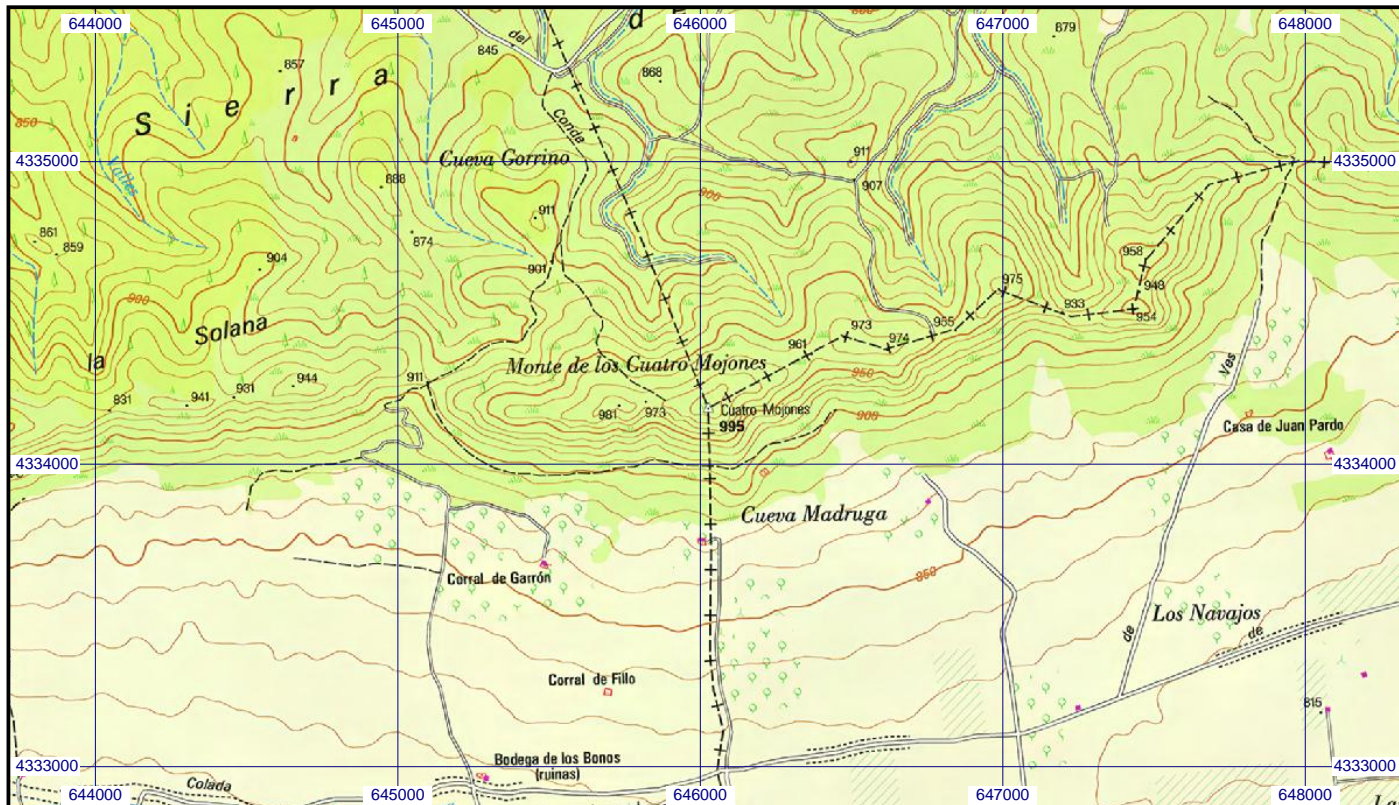 644000 645000 646000 647000 648000
d
del
845
879
857
868
Sierra
850
Conde
4335000 4335000
Cueva Gorrino
911
Valles
888
907
900
911
861
874
859
958
904
901
975
948
900
933
954
Solana
973
955
974
961
la
Monte de los Cuatro Mojones
950
Ves
944
911
931
941
831
981
973
Cuatro Mojones
995
900
Casa de Juan Pardo
4334000 4334000
Cueva Madruga
850
Corral de Garrón
Los Navajos
de
de
Corral de Fillo
815
Bodega de los Bonos
(ruinas)
4333000 4333000
Colada
La
644000 645000 646000 647000 648000